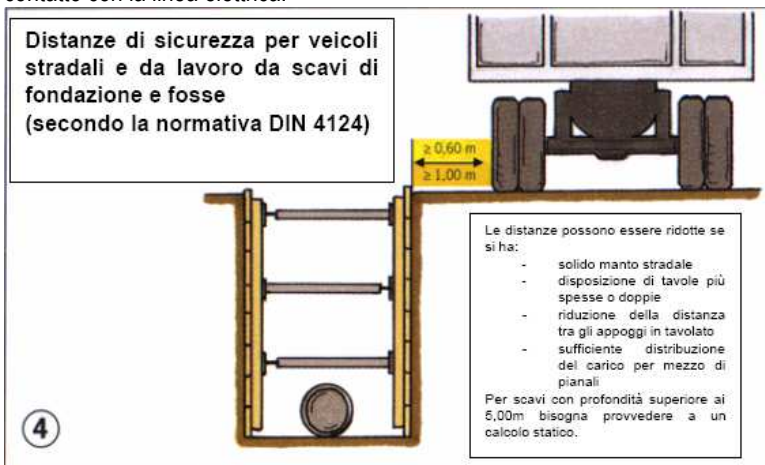 Distanze di sicurezza per veicoli
stradali e da lavoro da scavi di
fondazione e fosse
(secondo la normativa DIN 4124)
≥ 0,60 m
≥ 1,00 m
Le distanze possono essere ridotte se
si ha:
- solido manto stradale
- disposizione di tavole più
spesse o doppie
- riduzione della distanza
tra gli appoggi in tavolato
- sufficiente distribuzione
del carico per mezzo di
pianali
Per scavi con profondità superiore ai
5,00m bisogna provvedere a un
calcolo statico.
4